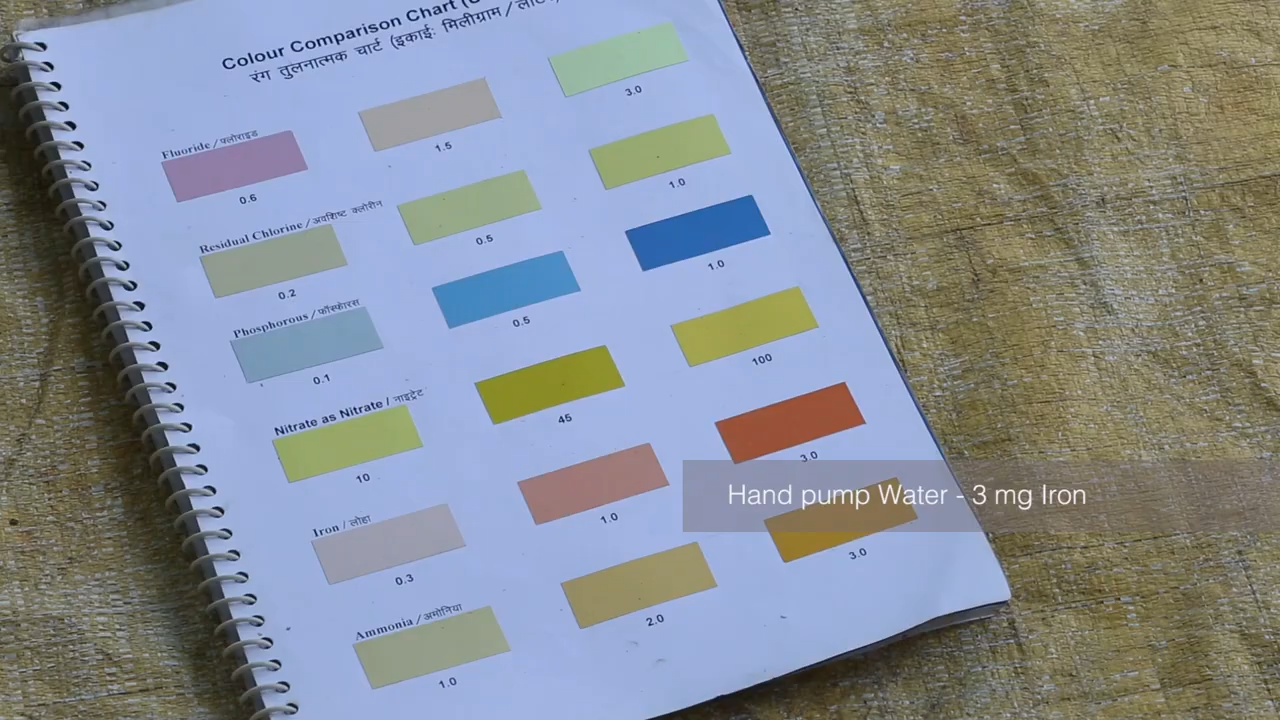 Colour Comparison Chart
रंग तुलनात्मक चार्ट (इकाईः मिलीग्राम /
Fluoride / फ्लोराइड
0.6
1.5
3.0
Residual Chlorine / अवशिष्ट क्लोरीन
0.2
0.5
1.0
Phosphorous / फॉस्फोरस
0.1
0.5
1.0
Nitrate as Nitrate / नाइट्रेट
10
45
100
Iron / लोहा
0.3
1.0
3.0
Hand pump Water - 3 mg Iron
Ammonia / अमोनिया
1.0
2.0
3.0